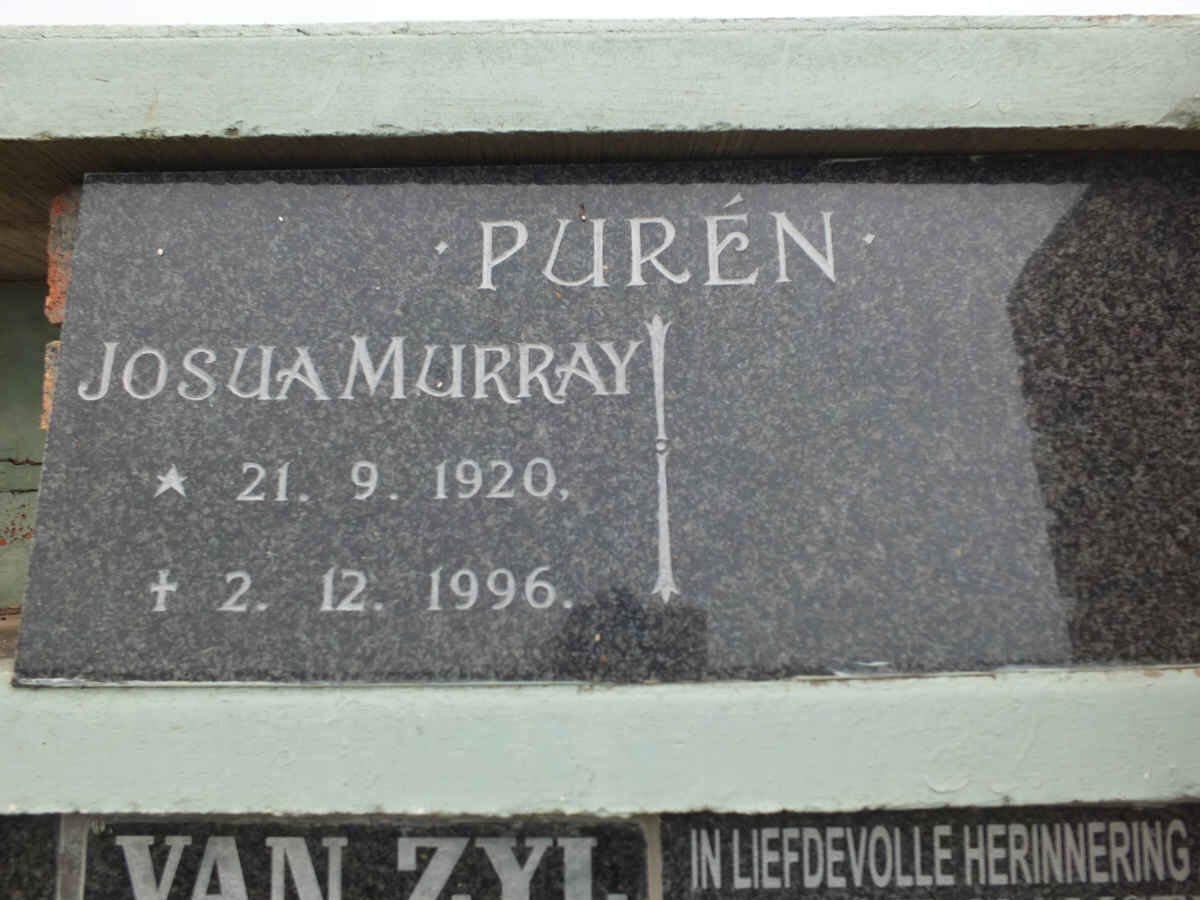 · PURÉN ·
JOSUA MURRAY
★ 21. 9. 1920,
✝ 2. 12. 1996.
VAN ZYL
IN LIEFDEVOLLE HERINNERING